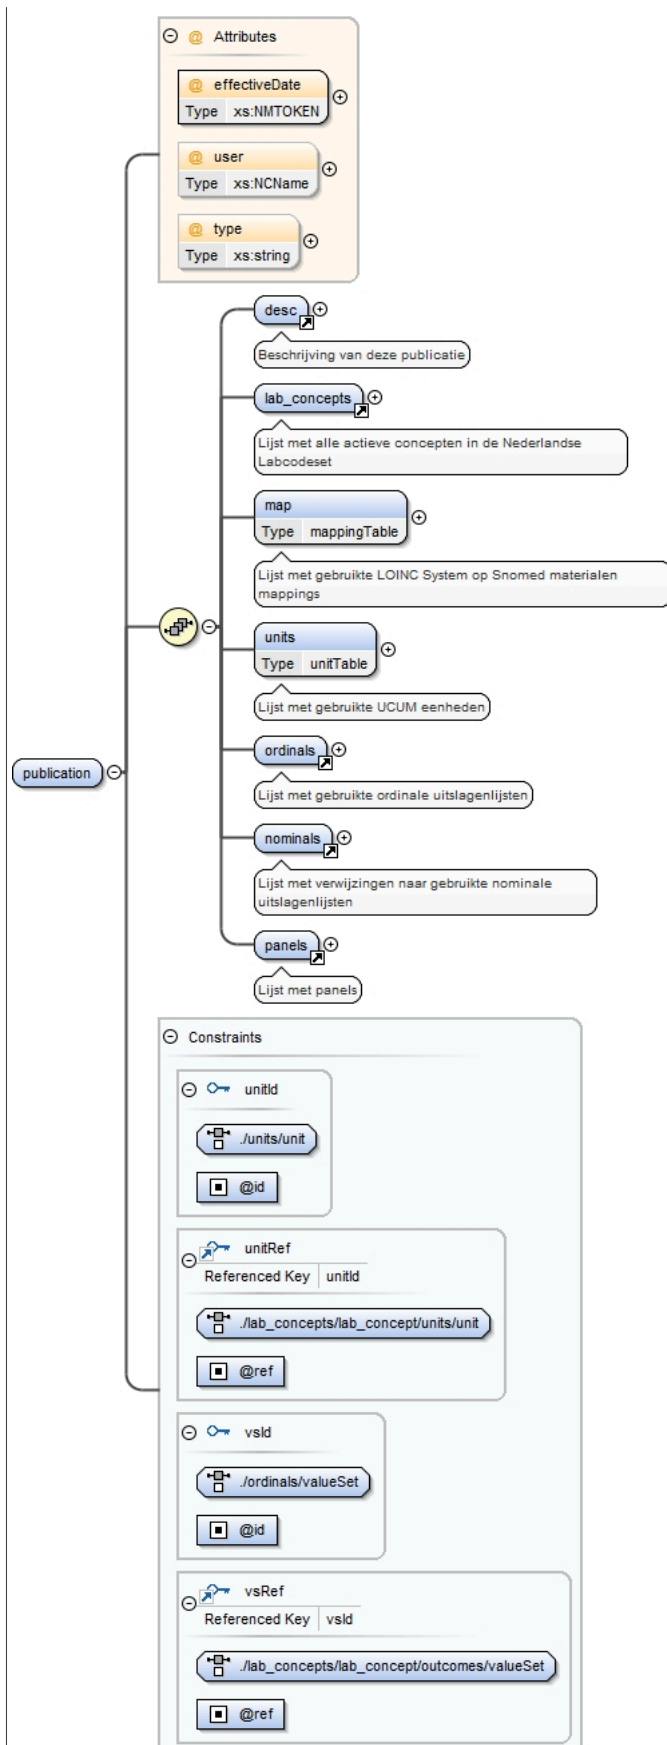 @ Attributes
@ effectiveDate
Type xs:NMTOKEN
@ user
Type xs:NCName
@ type
Type xs:string
desc
Beschrijving van deze publicatie
lab_concepts
Lijst met alle actieve concepten in de Nederlandse
Labcodeset
map
Type mappingTable
Lijst met gebruikte LOINC System op Snomed materialen
mappings
units
Type unitTable
Lijst met gebruikte UCUM eenheden
publication
ordinals
Lijst met gebruikte ordinale uitslagenlijsten
nominals
Lijst met verwijzingen naar gebruikte nominale
uitslagenlijsten
panels
Lijst met panels
Constraints
unitId
./units/unit
@id
unitRef
Referenced Key unitId
./lab_concepts/lab_concept/units/unit
@ref
vsId
./ordinals/valueSet
@id
vsRef
Referenced Key vsId
./lab_concepts/lab_concept/outcomes/valueSet
@ref